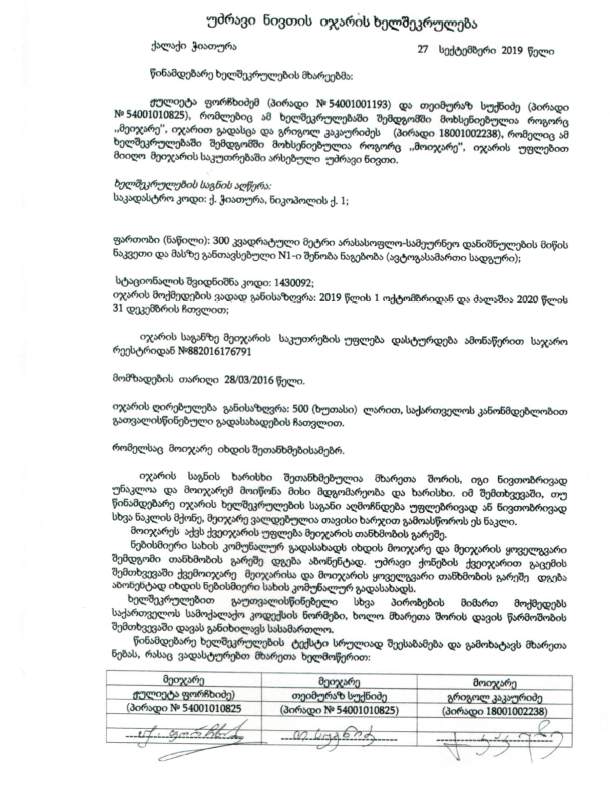 უძრავი ნივთის იჯარის ხელშეკრულება
ქალაქი ჭიათურა 27 სექტემბერი 2019 წელი
წინამდებარე ხელშეკრულების მხარეებმა:
ჟულიეტა ფორჩხიძემ (პირადი № 54001001193) და თეიმურაზ სუქნიძე (პირადი
№ 54001010825), რომლებიც ამ ხელშეკრულებაში შემდგომში მოხსენიებულია როგორც
,,მეიჯარე", იჯარით გადასცა და გრიგოლ კაკაურიძეს (პირადი 18001002238), რომელიც ამ
ხელშეკრულებაში შემდგომში მოხსენიებულია როგორც ,,მოიჯარე", იჯარის უფლებით
მიიღო მეიჯარის საკუთრებაში არსებული უძრავი ნივთი.
ხელშეკრულების საგნის აღწერა:
საკადასტრო კოდი: ქ. ჭიათურა, ნიკოპოლის ქ. 1;
ფართობი (ნაწილი): 300 კვადრატული მეტრი არასასოფლო-სამეურნეო დანიშნულების მიწის
ნაკვეთი და მასზე განთავსებული N1-ი შენობა ნაგებობა (ავტოგასამართი სადგური);
სტაციონალის შვიდნიშნა კოდი: 1430092;
იჯარის მოქმედების ვადად განისაზღვრა: 2019 წლის 1 ოქტომბრიდან და ძალაშია 2020 წლის
31 დეკემბრის ჩათვლით;
იჯარის საგანზე მეიჯარის საკუთრების უფლება დასტურდება ამონაწერით საჯარო
რეესტრიდან №882016176791
მომზადების თარიღი 28/03/2016 წელი.
იჯარის ღირებულება განისაზღვრა: 500 (ხუთასი) ლარით, საქართველოს კანონმდებლობით
გათვალისწინებული გადასახადების ჩათვლით.
რომელსაც მოიჯარე იხდის შეთანხმებისამებრ.
იჯარის საგნის ხარისხი შეთანხმებულია მხარეთა შორის, იგი ნივთობრივად
უნაკლოა და მოიჯარემ მოიწონა მისი მდგომარეობა და ხარისხი. იმ შემთხვევაში, თუ
წინამდებარე იჯარის ხელშეკრულების საგანი აღმოჩნდება უფლებრივად ან ნივთობრივად
სხვა ნაკლის მქონე, მეიჯარე ვალდებულია თავისი ხარჯით გამოასწოროს ეს ნაკლი.
მოიჯარეს აქვს ქვეიჯარის უფლება მეიჯარის თანხმობის გარეშე.
ნებისმიერი სახის კომუნალურ გადასახადს იხდის მოიჯარე და მეიჯარის ყოველგვარი
შემდგომი თანხმობის გარეშე დგება აბონენტად. უძრავი ქონების ქვეიჯარით გაცემის
შემთხვევაში ქვემოიჯარე მეიჯარისა და მოიჯარის ყოველგვარი თანხმობის გარეშე დგება
აბონენტად იხდის ნებისმიერი სახის კომუნალურ გადასახადს.
ხელშეკრულებით გაუთვალისწინებელი სხვა პირობების მიმართ მოქმედებს
საქართველოს სამოქალაქო კოდექსის ნორმები, ხოლო მხარეთა შორის დავის წარმოშობის
შემთხვევაში დავას განიხილავს სასამართლო.
წინამდებარე ხელშეკრულების ტექსტი სრულიად შეესაბამება და გამოხატავს მხარეთა
ნებას, რასაც ვადასტურებთ მხარეთა ხელმოწერით:
მეიჯარე მეიჯარე მოიჯარე
ჟულიეტა ფორჩხიძე) თეიმურაზ სუქნიძე გრიგოლ კაკაურიძე
(პირადი № 54001010825 (პირადი № 54001010825) (პირადი 18001002238)